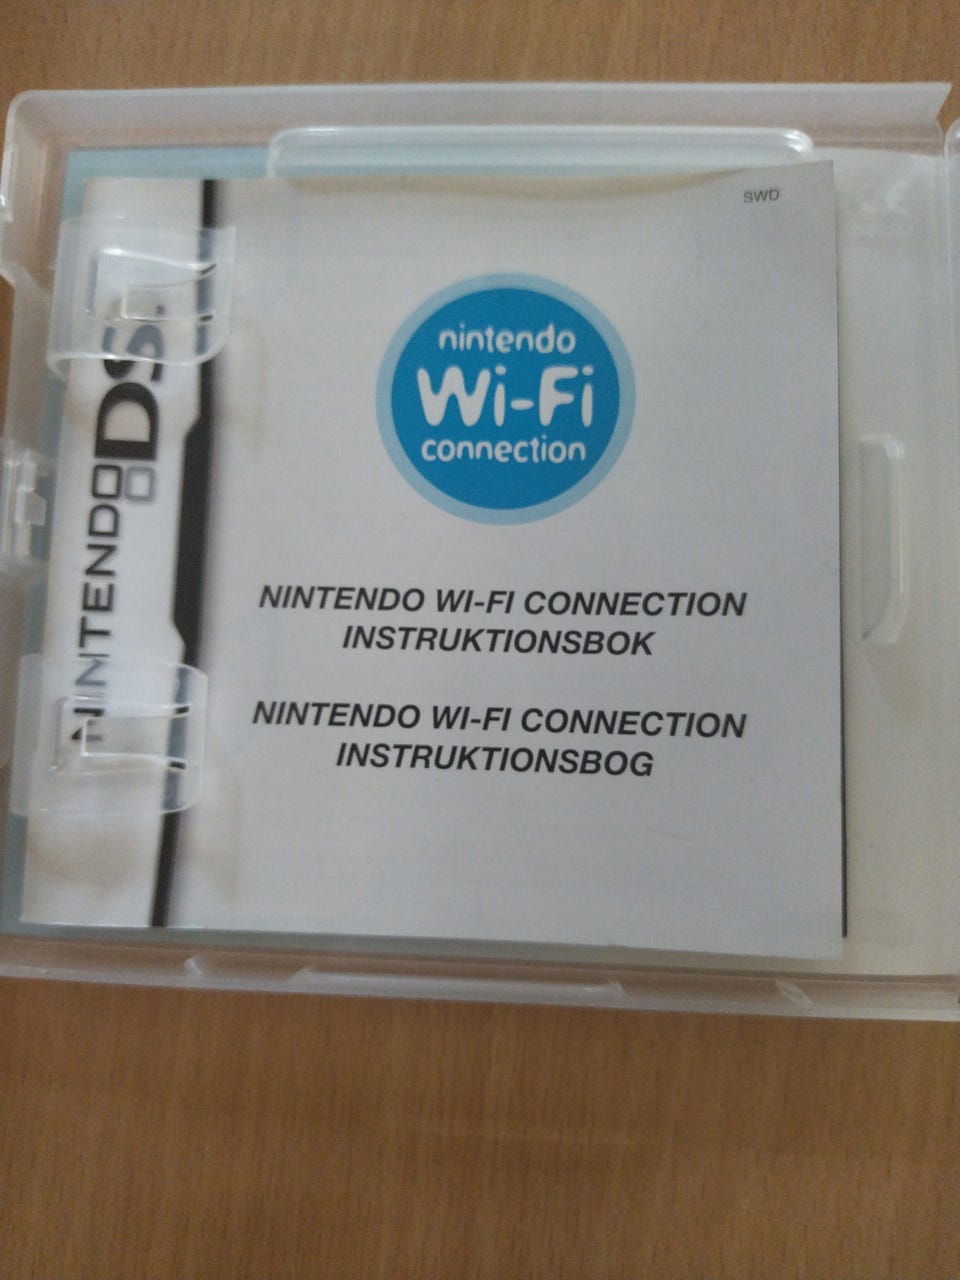 SWD
nintendo
Wi-Fi
connection
NINTENDO DS
NINTENDO WI-FI CONNECTION
INSTRUKTIONSBOK
NINTENDO WI-FI CONNECTION
INSTRUKTIONSBOG